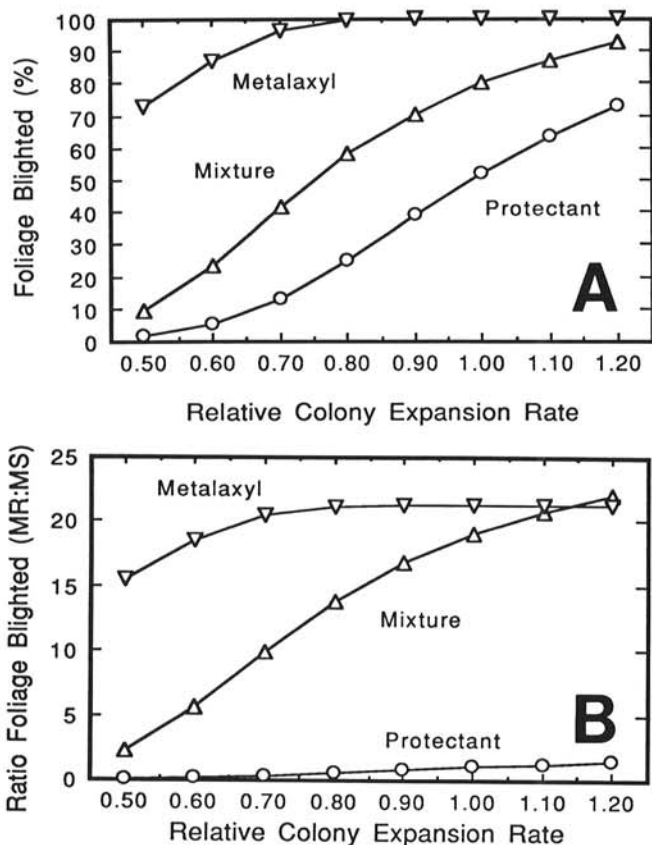 Foliage Blighted (%)
100
90
80
70
60
50
40
30
20
10
0
Metalaxyl
Mixture
Protectant
A
0.50 0.60 0.70 0.80 0.90 1.00 1.10 1.20
Relative Colony Expansion Rate
Ratio Foliage Blighted (MR:MS)
25
20
15
10
5
0
Metalaxyl
Mixture
Protectant
B
0.50 0.60 0.70 0.80 0.90 1.00 1.10 1.20
Relative Colony Expansion Rate